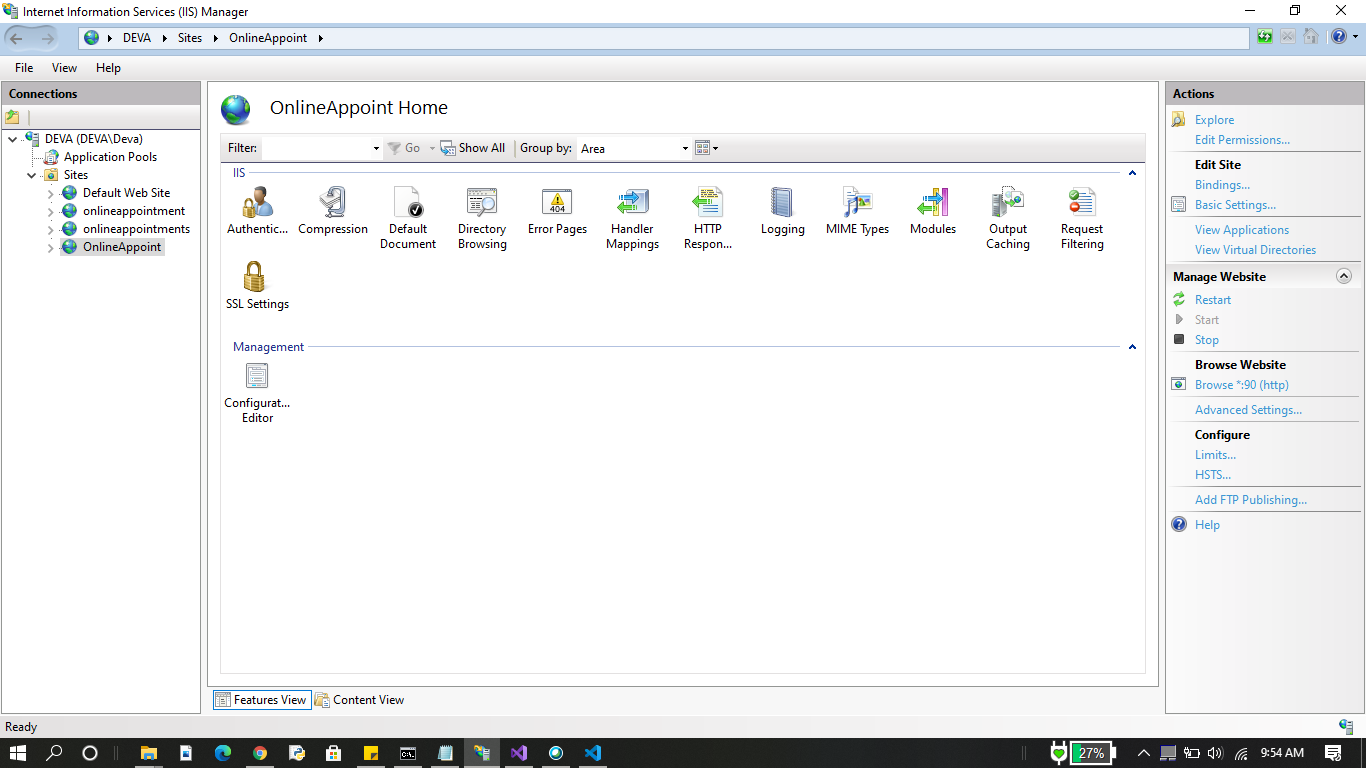 Internet Information Services (IIS) Manager
DEVA Sites OnlineAppoint
File View Help
Connections
DEVA (DEVA\Deva)
Application Pools
Sites
Default Web Site
onlineappointment
onlineappointments
OnlineAppoint
OnlineAppoint Home
Filter: Go Show All Group by: Area
IIS
Authentic... Compression Default Document Directory Browsing Error Pages Handler Mappings HTTP Respon... Logging MIME Types Modules Output Caching Request Filtering
404
SSL Settings
Management
Configurat... Editor
Features View Content View
Actions
Explore
Edit Permissions...
Edit Site
Bindings...
Basic Settings...
View Applications
View Virtual Directories
Manage Website
Restart
Start
Stop
Browse Website
Browse *:90 (http)
Advanced Settings...
Configure
Limits...
HSTS...
Add FTP Publishing...
Help
Ready
27% 9:54 AM